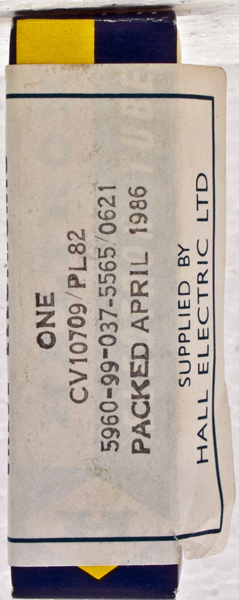 ONE
CV10709/PL82
5960-99-037-5565/0621
PACKED APRIL 1986
SUPPLIED BY
HALL ELECTRIC LTD